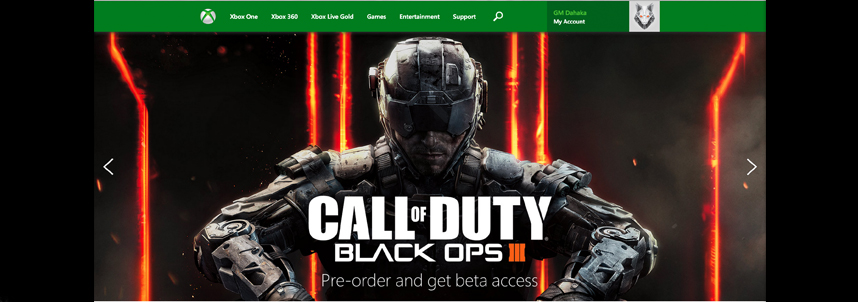 Xbox One Xbox 360 Xbox Live Gold Games Entertainment Support
GM Dahaka
My Account
CALL OF DUTY
BLACK OPS III
Pre-order and get beta access